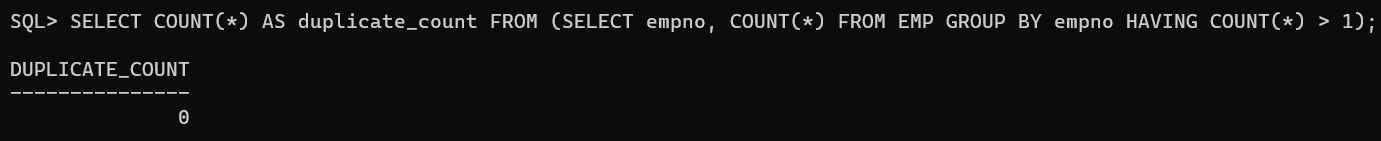 SQL> SELECT COUNT(*) AS duplicate_count FROM (SELECT empno, COUNT(*) FROM EMP GROUP BY empno HAVING COUNT(*) > 1);
DUPLICATE_COUNT
---------------
0